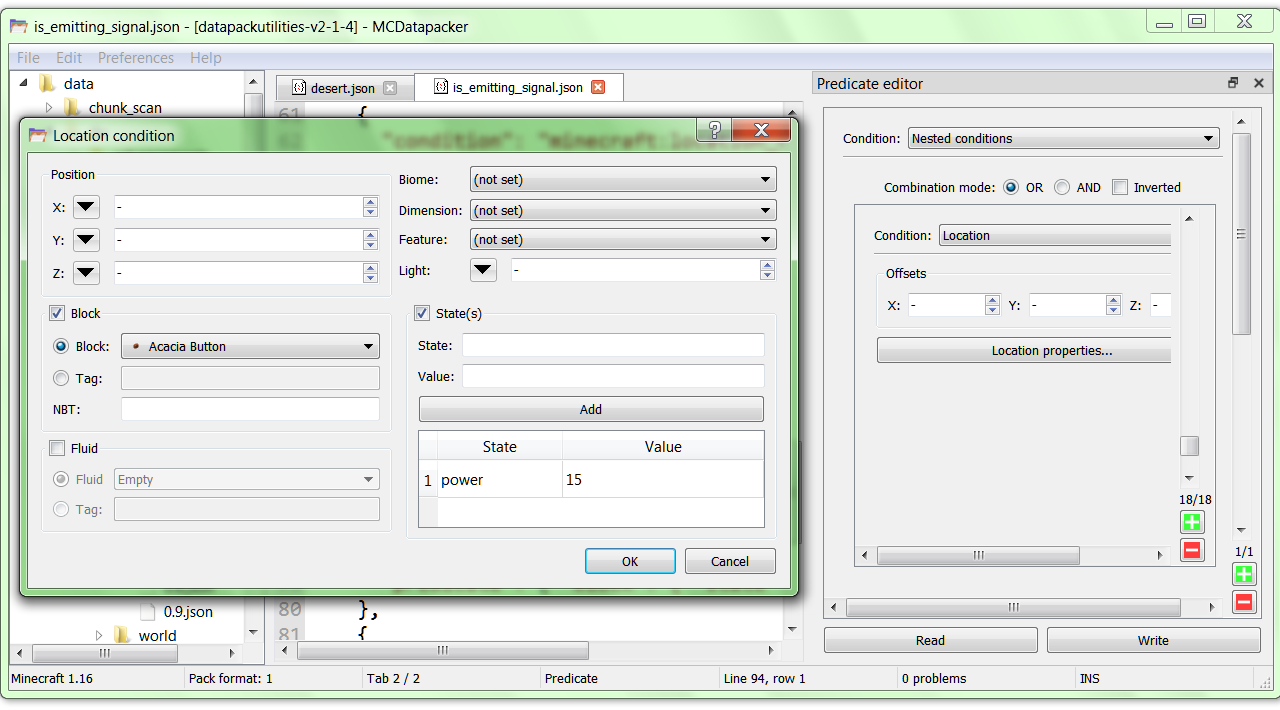 is_emitting_signal.json - [datapackutilities-v2-1-4] - MCDatapacker
File Edit Preferences Help
data
chunk_scan
desert.json
is_emitting_signal.json
61 {
"condition": "minecraft:loc
Location condition
?
Position
X: -
Y: -
Z: -
Biome: (not set)
Dimension: (not set)
Feature: (not set)
Light: -
Block
Block: Acacia Button
Tag:
NBT:
Fluid
Fluid Empty
Tag:
State(s)
State:
Value:
Add
State Value
1 power 15
OK Cancel
0.9.json
world
80 },
81 {
Predicate editor
Condition: Nested conditions
Combination mode: OR AND Inverted
Condition: Location
Offsets
X: - Y: - Z: -
Location properties...
18/18
1/1
Read Write
Minecraft 1.16 Pack format: 1 Tab 2 / 2 Predicate Line 94, row 1 0 problems INS